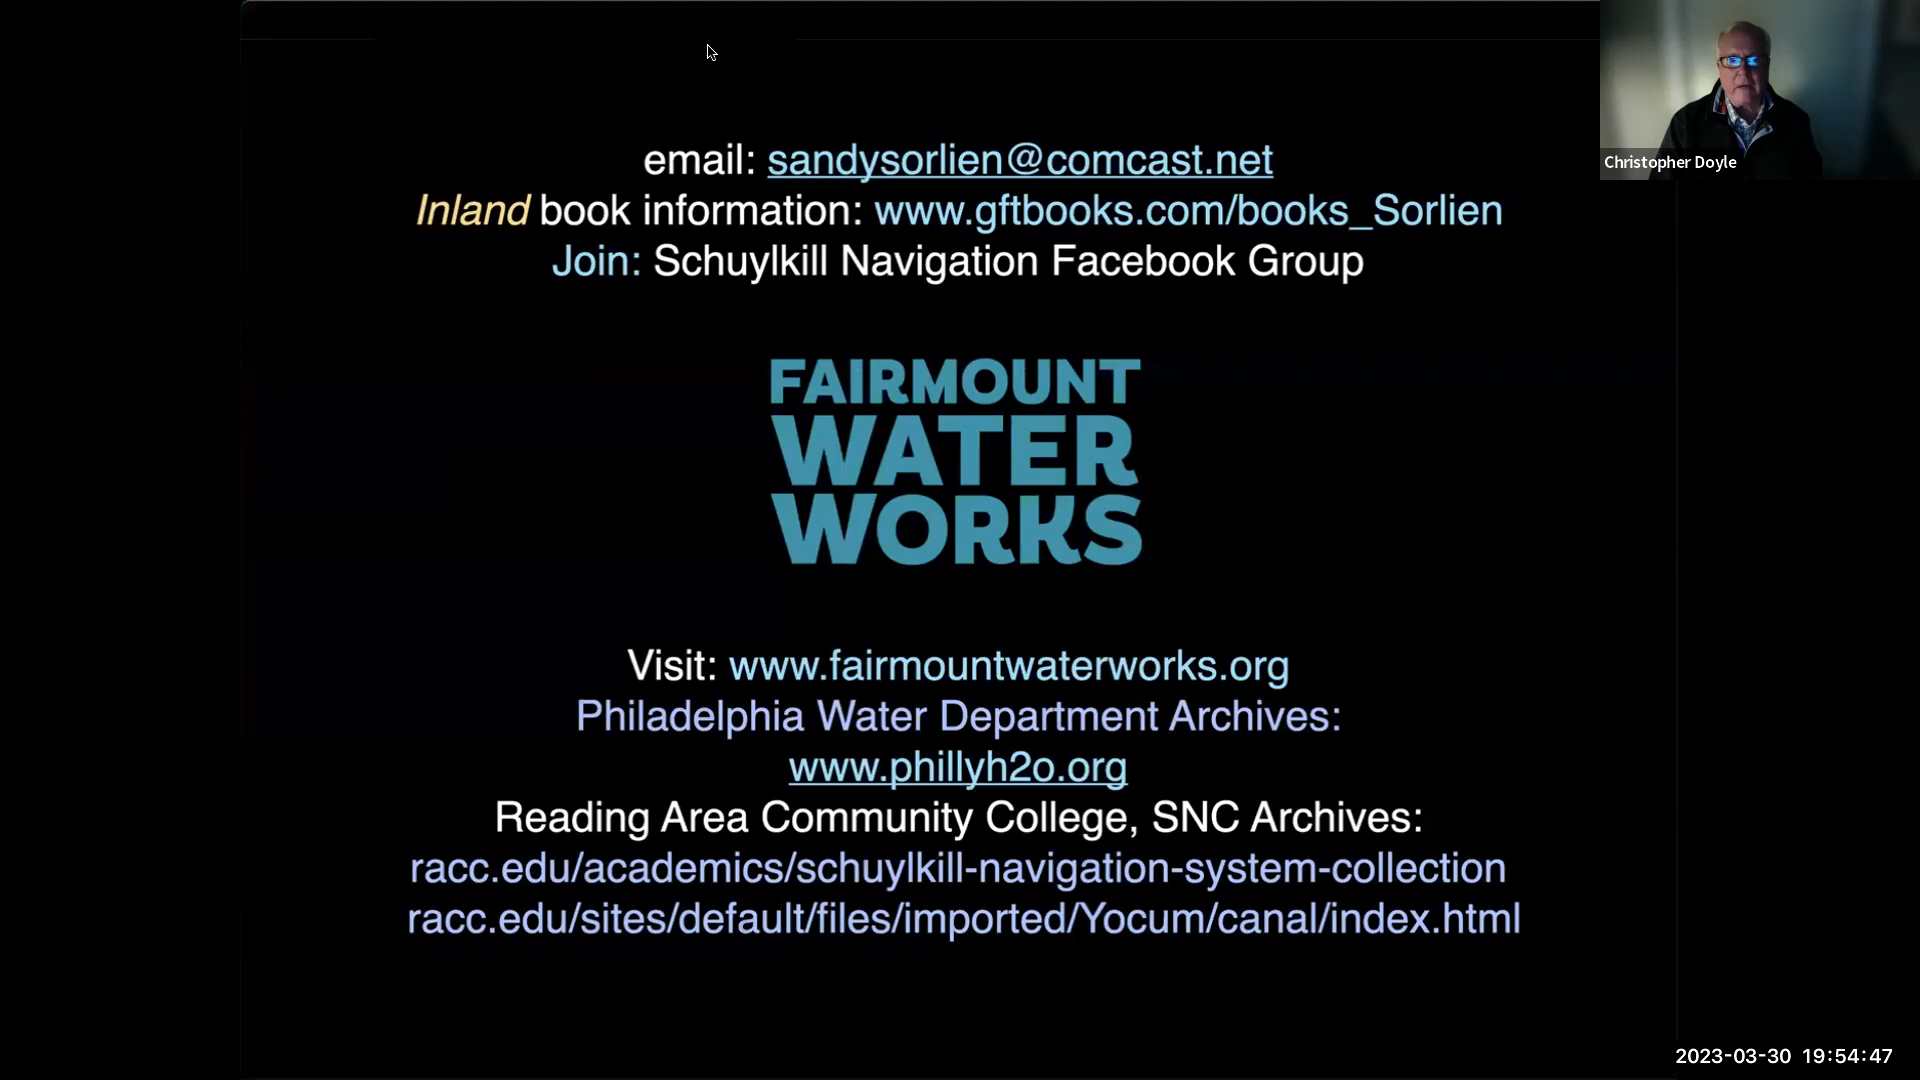 email: sandysorlien@comcast.net
Inland book information: www.gftbooks.com/books_Sorlien
Join: Schuylkill Navigation Facebook Group
Christopher Doyle
FAIRMOUNT
WATER
WORKS
Visit: www.fairmountwaterworks.org
Philadelphia Water Department Archives:
www.phillyh2o.org
Reading Area Community College, SNC Archives:
racc.edu/academics/schuylkill-navigation-system-collection
racc.edu/sites/default/files/imported/Yocum/canal/index.html
2023-03-30 19:54:47